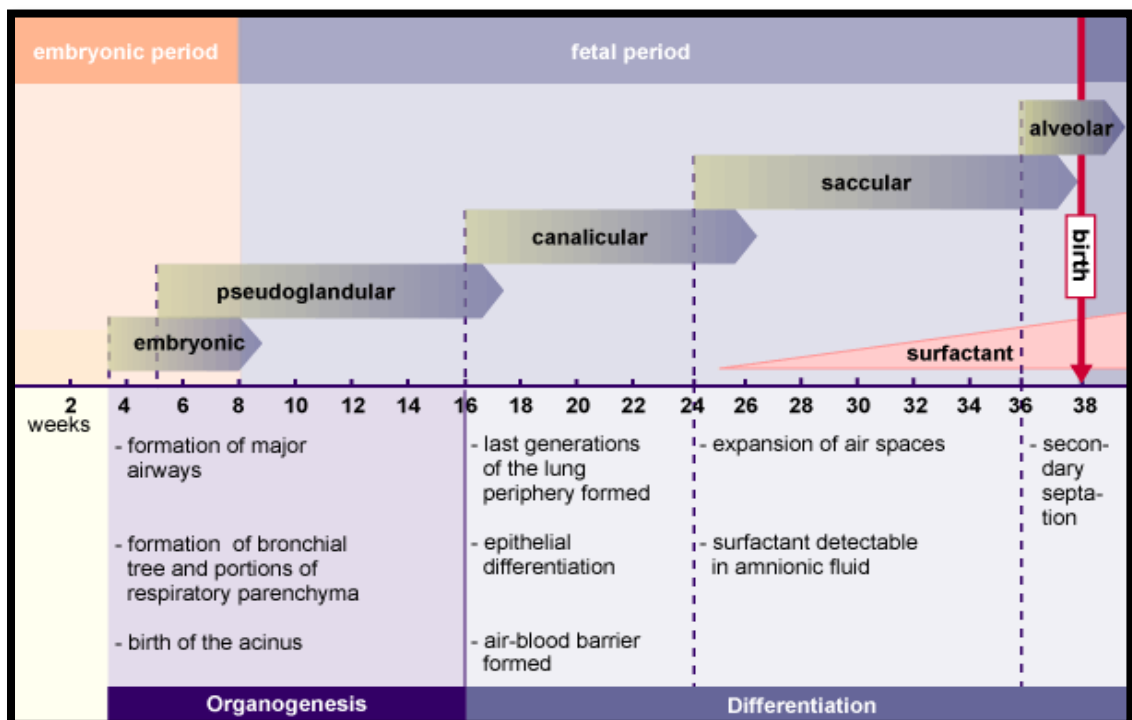 embryonic period
fetal period
alveolar
saccular
canalicular
pseudoglandular
embryonic
birth
surfactant
2 4 6 8 10 12 14 16 18 20 22 24 26 28 30 32 34 36 38
weeks
- formation of major
airways
- formation of bronchial
tree and portions of
respiratory parenchyma
- birth of the acinus
- last generations
of the lung
periphery formed
- epithelial
differentiation
- air-blood barrier
formed
- expansion of air spaces
- surfactant detectable
in amnionic fluid
- secon-
dary
septa-
tion
Organogenesis
Differentiation